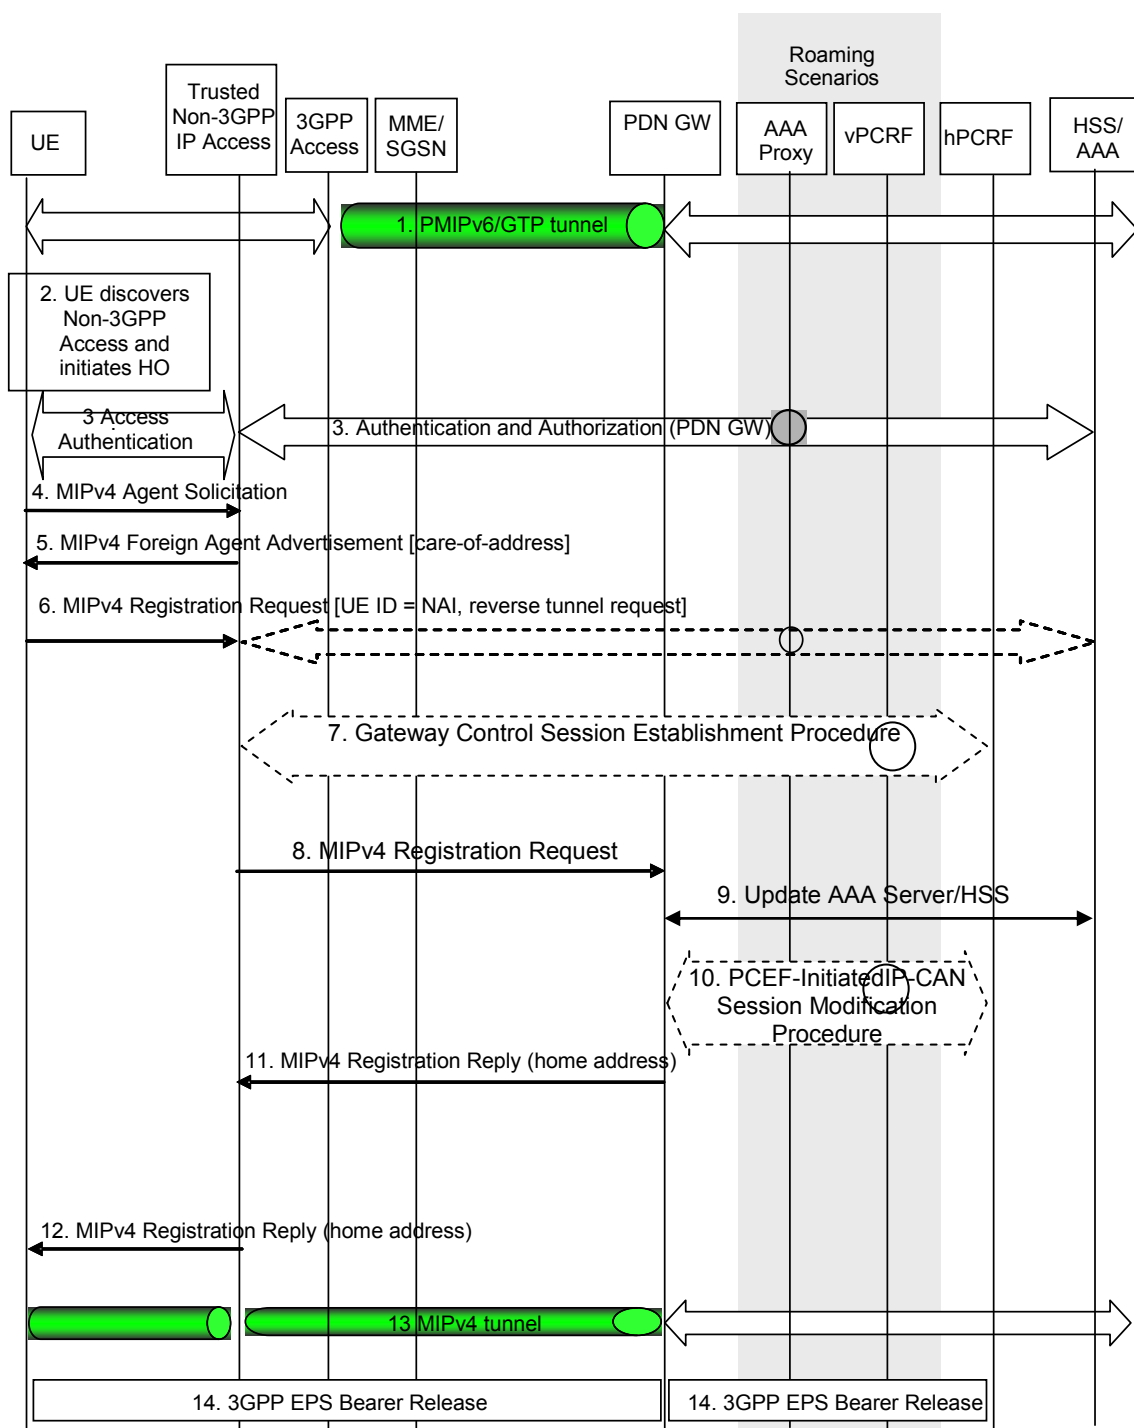 Roaming
Scenarios
UE
Trusted
Non-3GPP
IP Access
3GPP
Access
MME/
SGSN
PDN GW
AAA
Proxy
vPCRF
hPCRF
HSS/
AAA
1. PMIPv6/GTP tunnel
2. UE discovers
Non-3GPP
Access and
initiates HO
3 Access
Authentication
3. Authentication and Authorization (PDN GW)
4. MIPv4 Agent Solicitation
5. MIPv4 Foreign Agent Advertisement [care-of-address]
6. MIPv4 Registration Request [UE ID = NAI, reverse tunnel request]
7. Gateway Control Session Establishment Procedure
8. MIPv4 Registration Request
9. Update AAA Server/HSS
10. PCEF-InitiatedIP-CAN
Session Modification
Procedure
11. MIPv4 Registration Reply (home address)
12. MIPv4 Registration Reply (home address)
13 MIPv4 tunnel
14. 3GPP EPS Bearer Release
14. 3GPP EPS Bearer Release